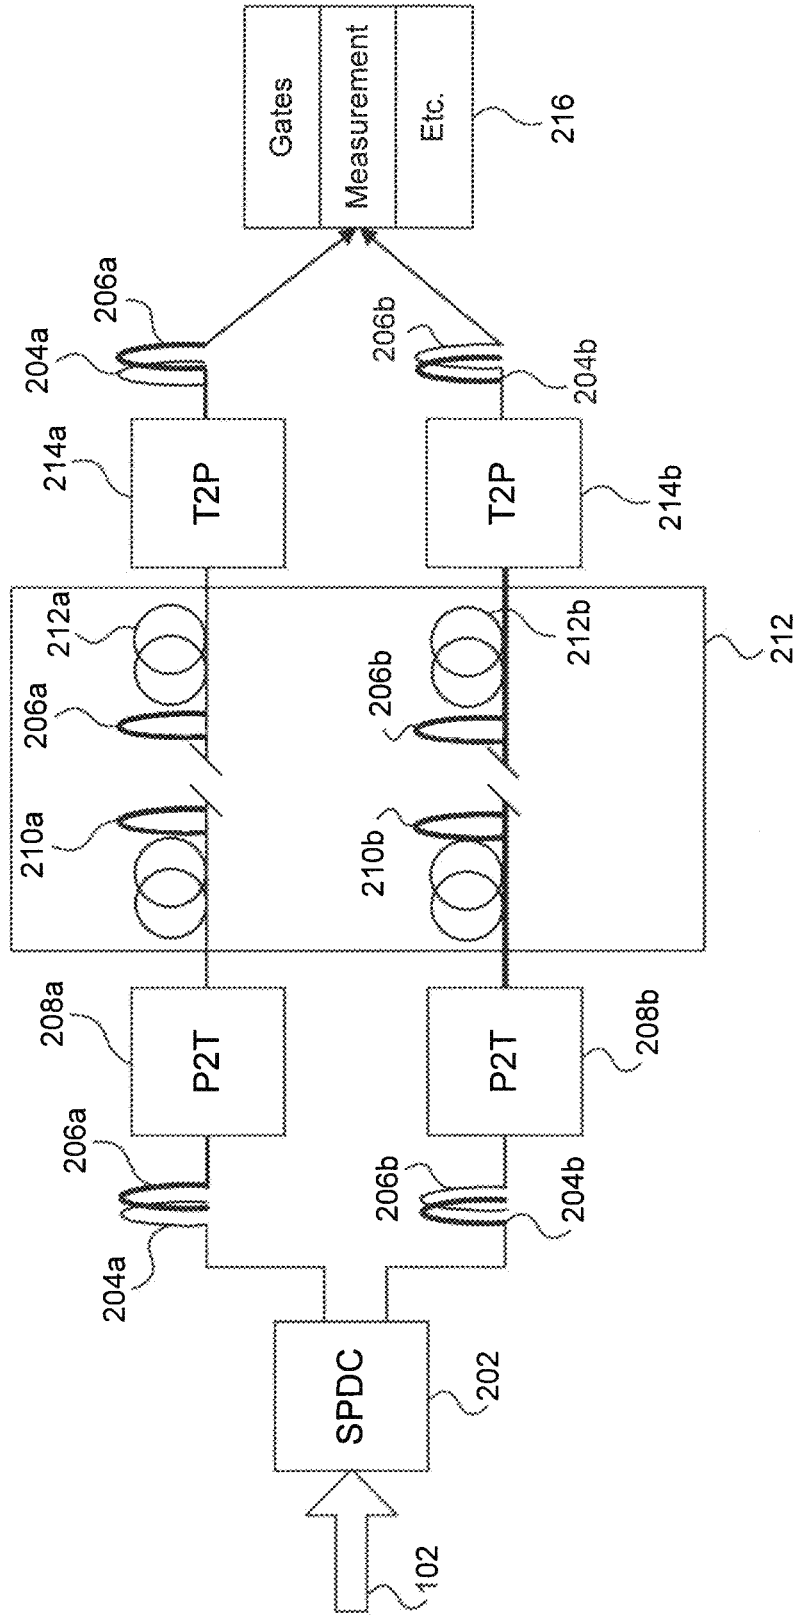 102
SPDC
202
204a
206a
206b
204b
P2T
208a
P2T
208b
210a
206a
212a
210b
206b
212b
212
T2P
214a
T2P
214b
204a
206a
206b
204b
Gates
Measurement
Etc.
216